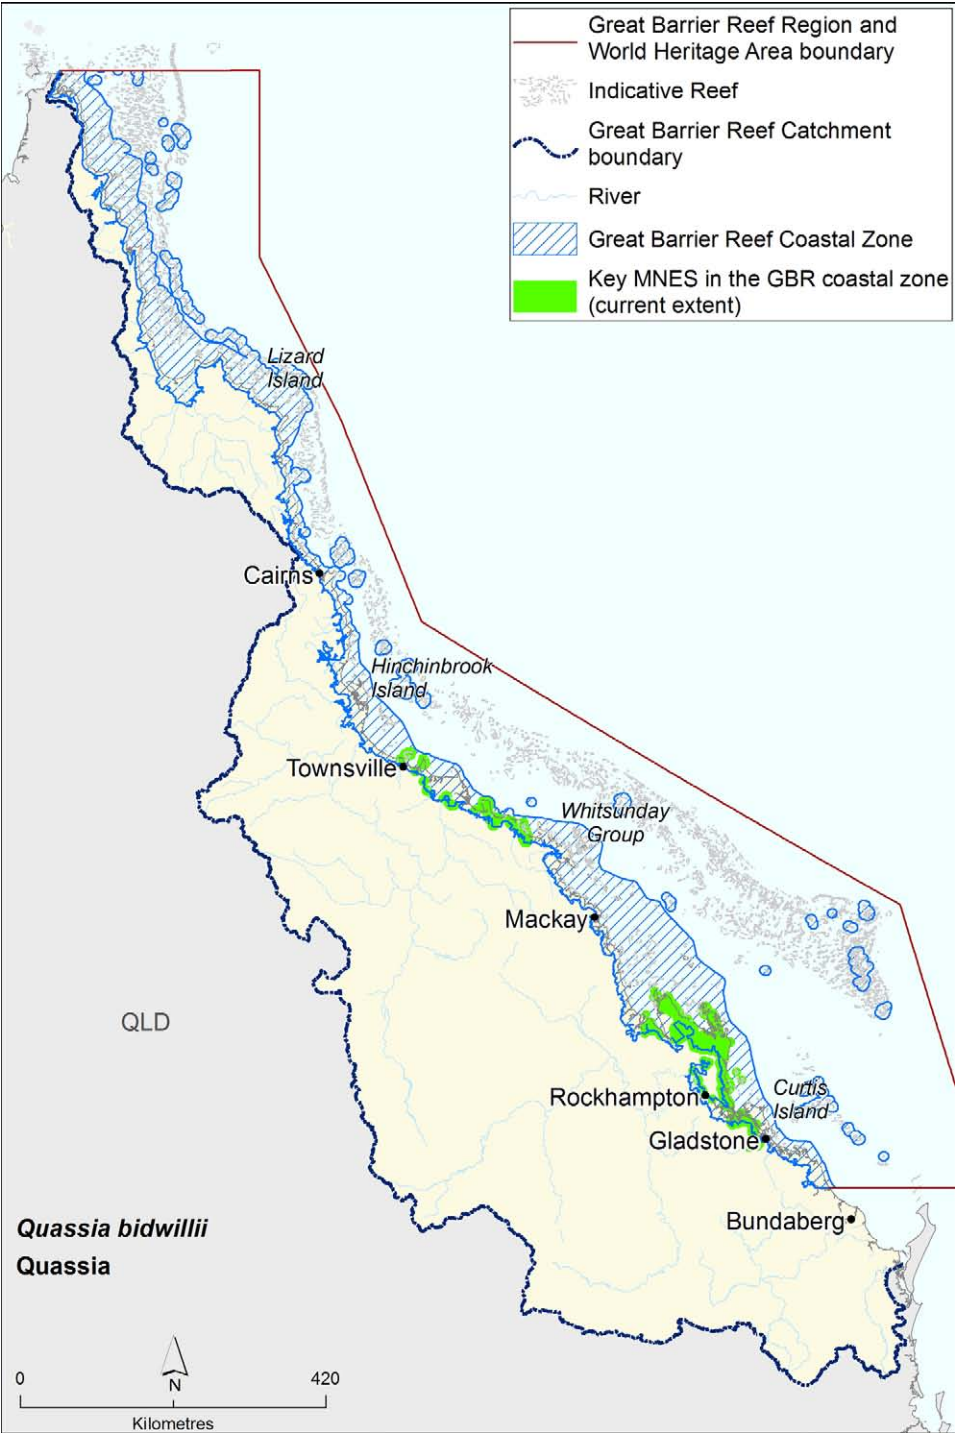 Great Barrier Reef Region and
World Heritage Area boundary
Indicative Reef
Great Barrier Reef Catchment
boundary
River
Great Barrier Reef Coastal Zone
Key MNES in the GBR coastal zone
(current extent)
Lizard
Island
Cairns
Hinchinbrook
Island
Townsville
Whitsunday
Group
Mackay
QLD
Curtis
Island
Rockhampton
Gladstone
Bundaberg
Quassia bidwillii
Quassia
N
0 420
Kilometres